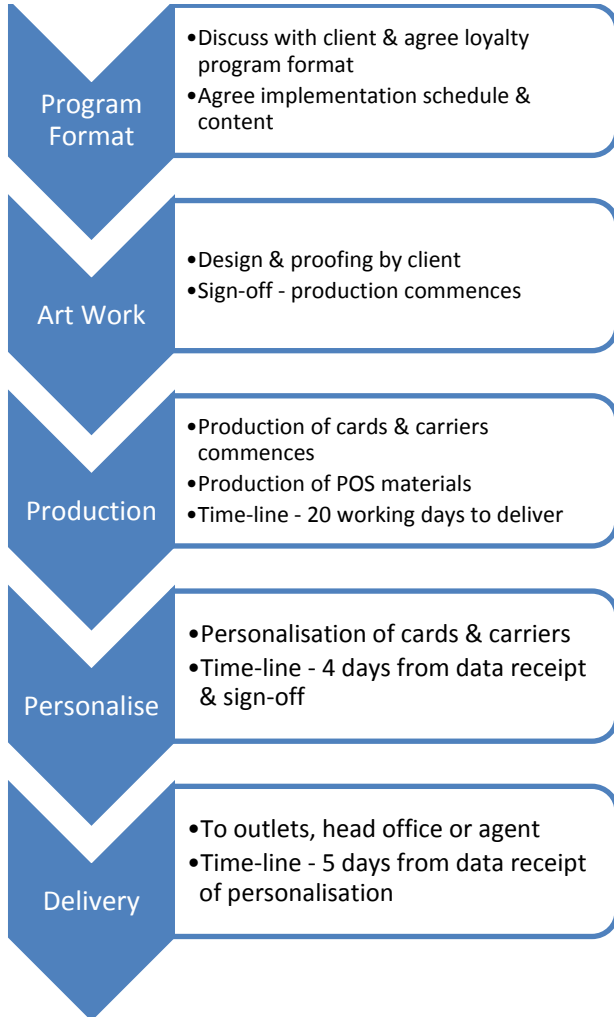 Program
Format
•Discuss with client & agree loyalty
program format
•Agree implementation schedule &
content
Art Work
•Design & proofing by client
•Sign-off - production commences
Production
•Production of cards & carriers
commences
•Production of POS materials
•Time-line - 20 working days to deliver
Personalise
•Personalisation of cards & carriers
•Time-line - 4 days from data receipt
& sign-off
Delivery
•To outlets, head office or agent
•Time-line - 5 days from data receipt
of personalisation